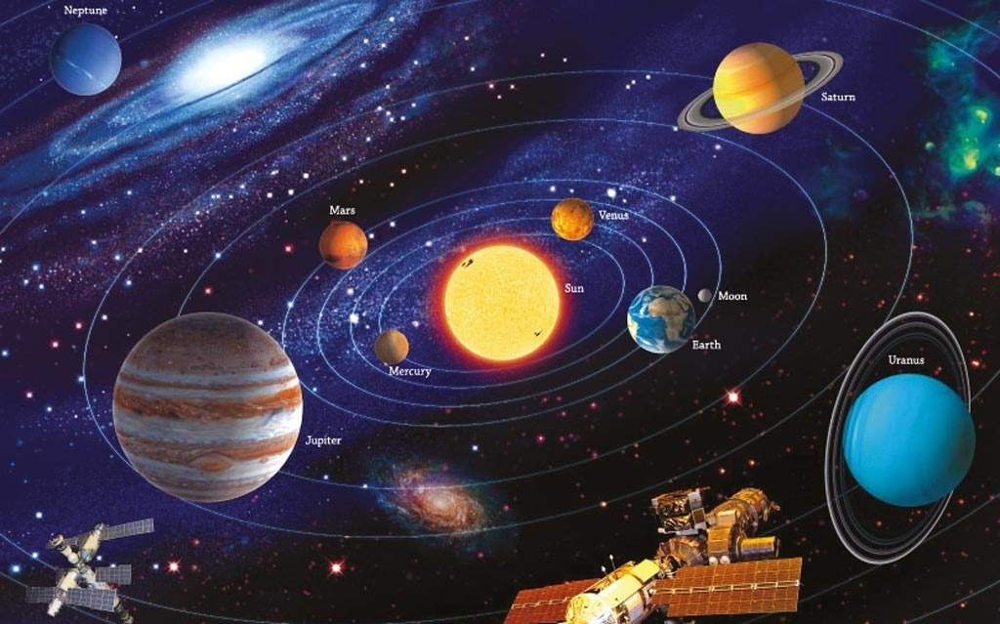 Neptune
Saturn
Mars
Venus
Sun
Moon
Earth
Mercury
Uranus
Jupiter